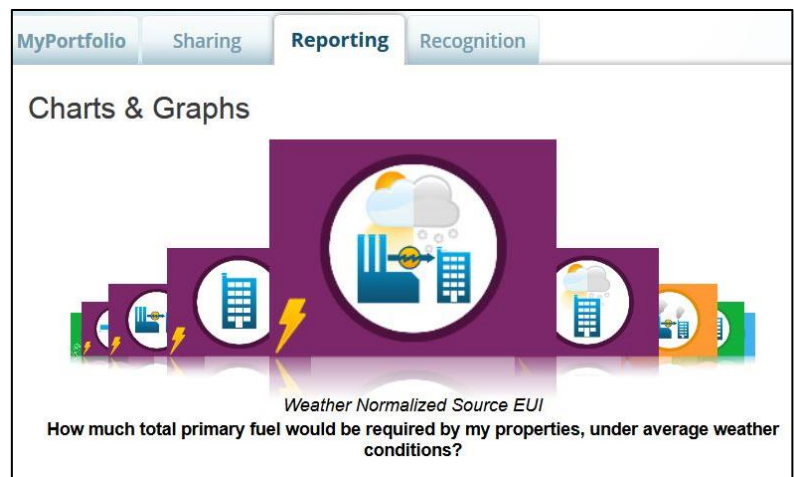 MyPortfolio Sharing Reporting Recognition
Charts & Graphs
Weather Normalized Source EUI
How much total primary fuel would be required by my properties, under average weather
conditions?